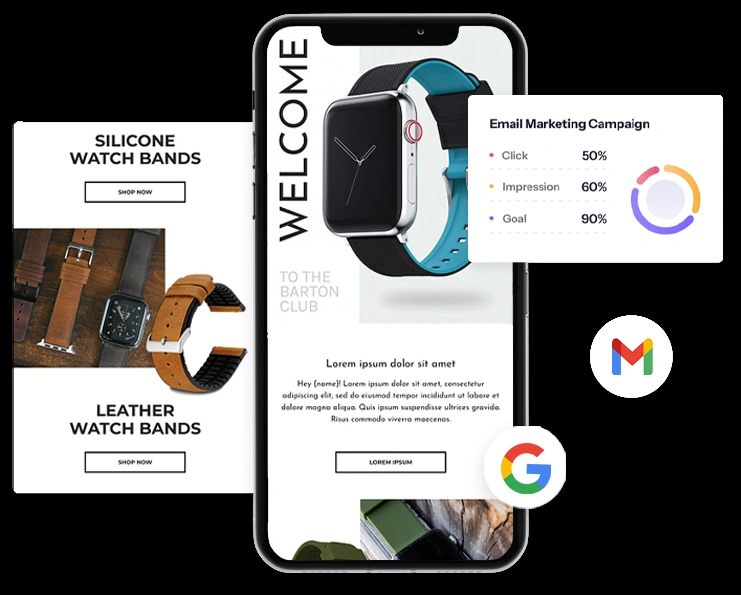 SILICONE
WATCH BANDS
SHOP NOW
LEATHER
WATCH BANDS
SHOP NOW
WELCOME
TO THE
BARTON
CLUB
Lorem ipsum dolor sit amet
Hey {name}! Lorem ipsum dolor sit amet, consectetur
adipiscing elit, sed do eiusmod tempor incididunt ut labore et
dolore magna aliqua. Quis ipsum suspendisse ultrices gravida.
Risus commodo viverra maecenas.
LOREM IPSUM
Email Marketing Campaign
Click 50%
Impression 60%
Goal 90%
G
M